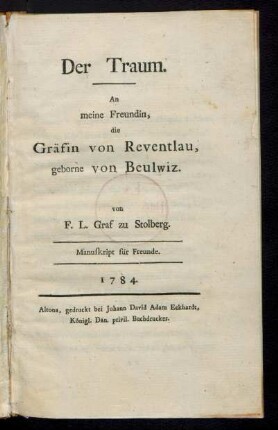 Der Traum.
An
meine Freundin,
die
Gräfin von Reventlau,
geborne von Beulwiz.
von
F. L. Graf zu Stolberg.
Manuſkript für Freunde.
1784
Altona, gedruckt bei Johann David Adam Eckhardt,
Königl. Dän. privil. Buchdrucker.